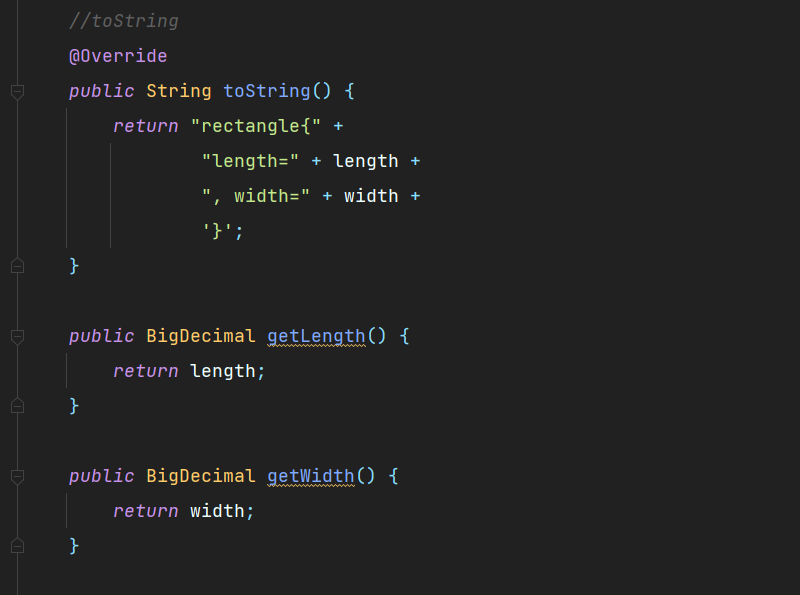 //toString
@Override
public String toString() {
    return "rectangle{" +
            "length=" + length +
            ", width=" + width +
            '}';
}
public BigDecimal getLength() {
    return length;
}
public BigDecimal getWidth() {
    return width;
}